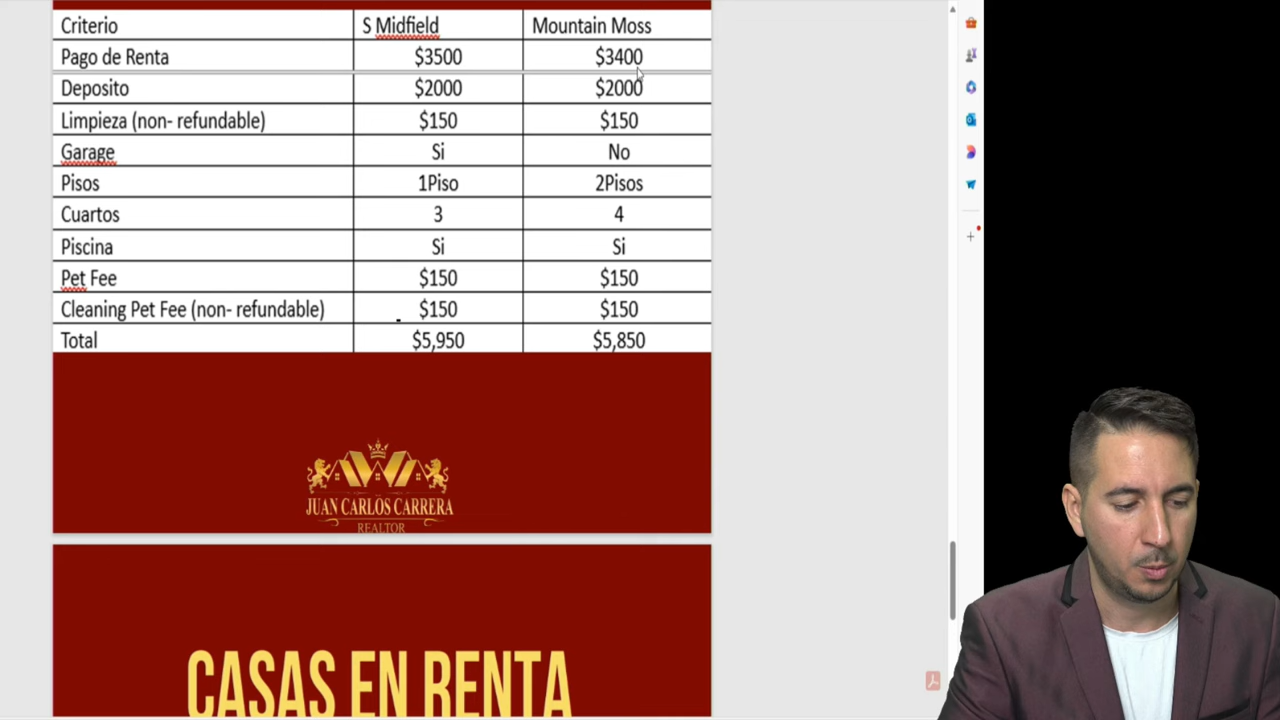 Criterio S Midfield Mountain Moss
Pago de Renta $3500 $3400
Deposito $2000 $2000
Limpieza (non- refundable) $150 $150
Garage Si No
Pisos 1Piso 2Pisos
Cuartos 3 4
Piscina Si Si
Pet Fee $150 $150
Cleaning Pet Fee (non- refundable) $150 $150
Total $5,950 $5,850
JUAN CARLOS CARRERA
REALTOR
CASAS EN RENTA